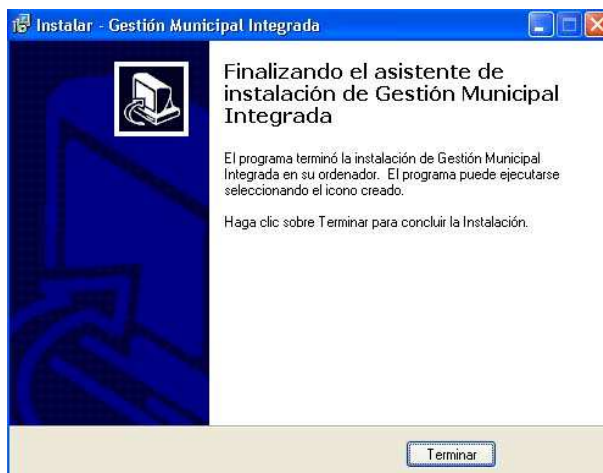 Instalar - Gestión Municipal Integrada
Finalizando el asistente de
instalación de Gestión Municipal
Integrada
El programa terminó la instalación de Gestión Municipal
Integrada en su ordenador. El programa puede ejecutarse
seleccionando el icono creado.
Haga clic sobre Terminar para concluir la Instalación.
Terminar